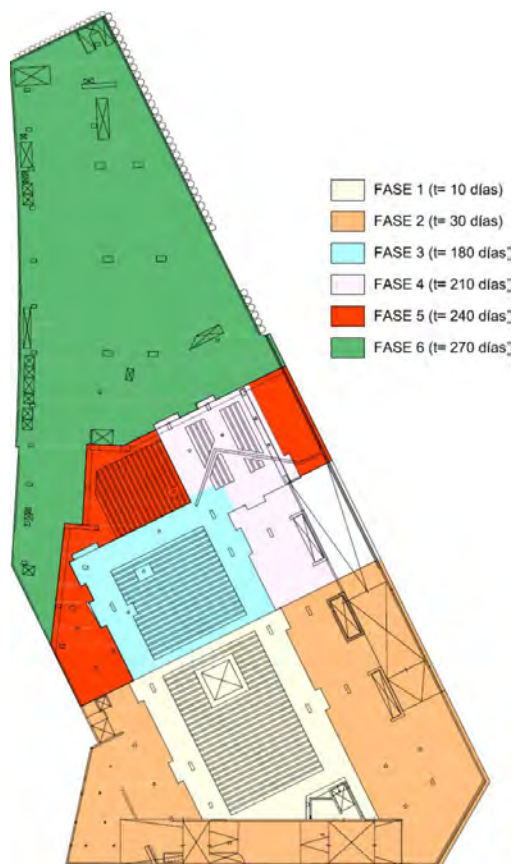 FASE 1 (t= 10 días)
FASE 2 (t= 30 días)
FASE 3 (t= 180 días)
FASE 4 (t= 210 días)
FASE 5 (t= 240 días)
FASE 6 (t= 270 días)